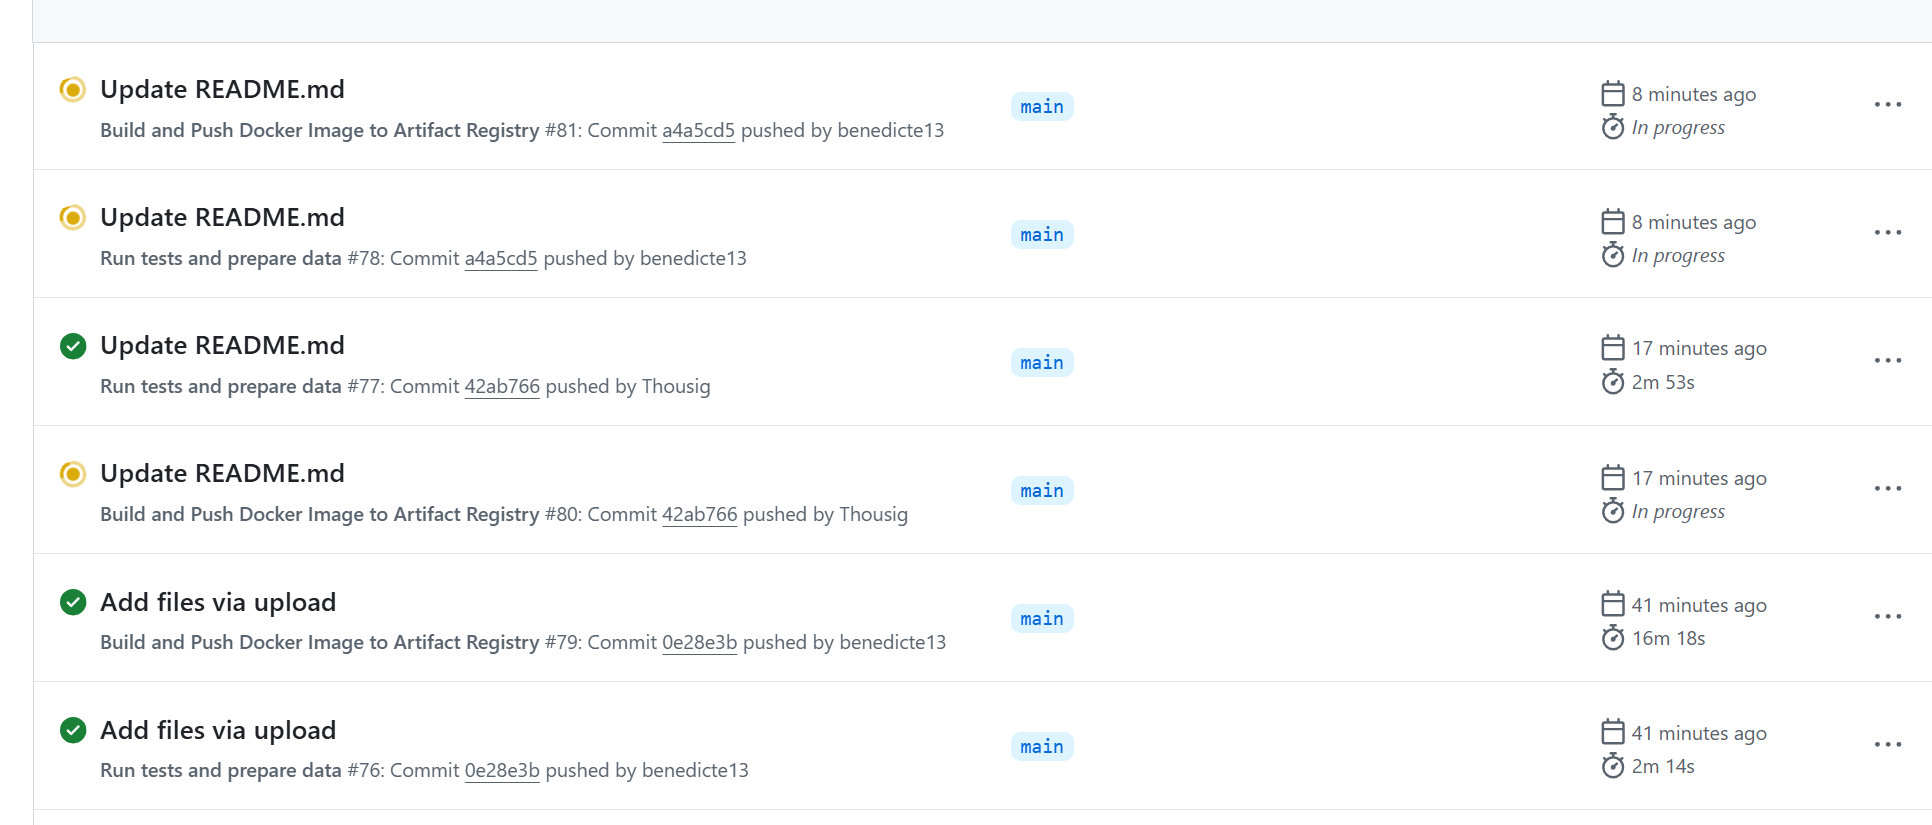 Update README.md
Build and Push Docker Image to Artifact Registry #81: Commit a4a5cd5 pushed by benedicte13
main
8 minutes ago
In progress
Update README.md
Run tests and prepare data #78: Commit a4a5cd5 pushed by benedicte13
main
8 minutes ago
In progress
Update README.md
Run tests and prepare data #77: Commit 42ab766 pushed by Thousig
main
17 minutes ago
2m 53s
Update README.md
Build and Push Docker Image to Artifact Registry #80: Commit 42ab766 pushed by Thousig
main
17 minutes ago
In progress
Add files via upload
Build and Push Docker Image to Artifact Registry #79: Commit 0e28e3b pushed by benedicte13
main
41 minutes ago
16m 18s
Add files via upload
Run tests and prepare data #76: Commit 0e28e3b pushed by benedicte13
main
41 minutes ago
2m 14s